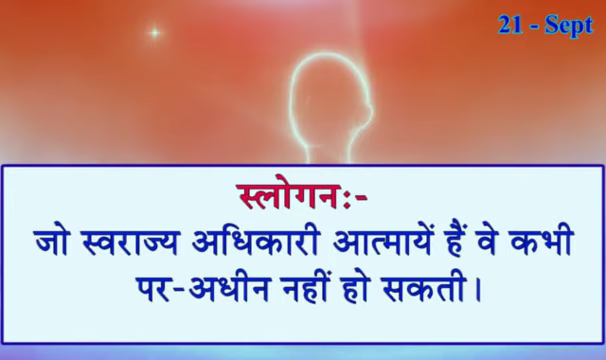 21 - Sept
स्लोगन:-
जो स्वराज्य अधिकारी आत्मायें हैं वे कभी
पर-अधीन नहीं हो सकती।